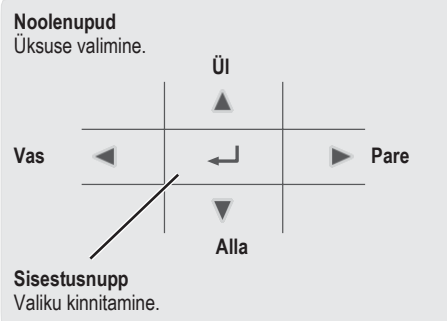 Noolenupud
Üksuse valimine.
Ül
Vas
Pare
Alla
Sisestusnupp
Valiku kinnitamine.